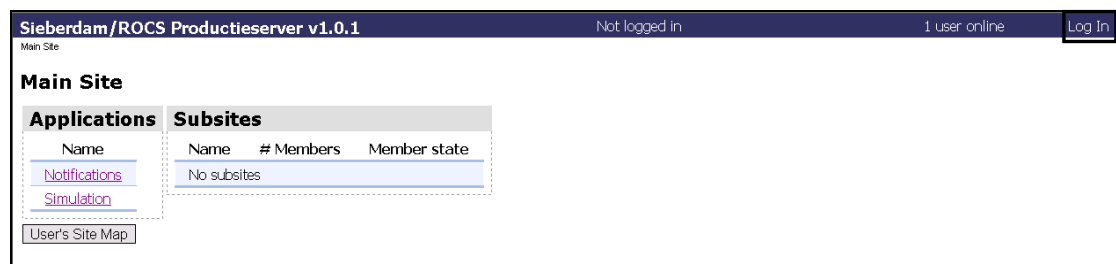 Sieberdam/ROCS Productieserver v1.0.1 Not logged in 1 user online Log In
Main Site
Main Site
Applications Subsites
Name Name # Members Member state
Notifications No subsites
Simulation
User's Site Map